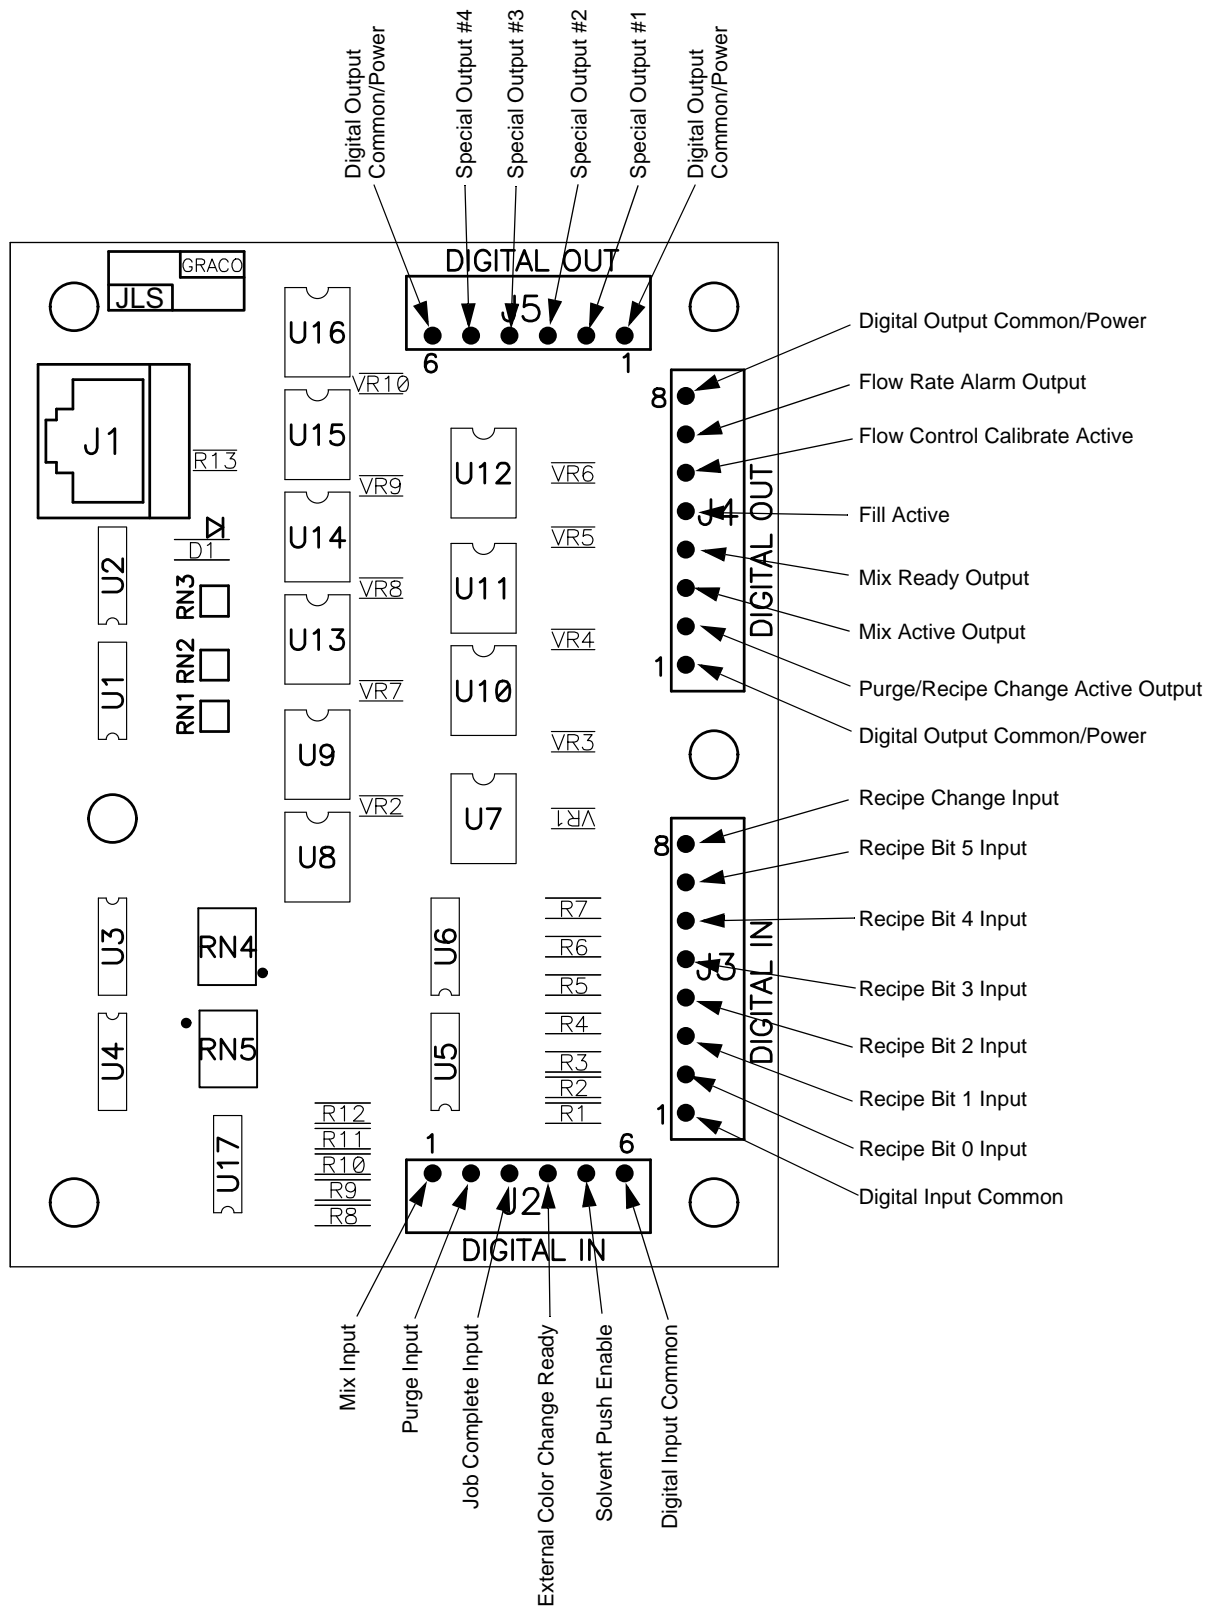 Digital Output
Common/Power
Special Output #4
Special Output #3
Special Output #2
Special Output #1
Digital Output
Common/Power
GRACO
JLS
DIGITAL OUT
J5
6
1
U16
VR10
U15
VR9
U14
VR8
U13
VR7
U9
VR2
U8
J1
R13
D1
U2
RN3
U1
RN2
RN1
U12
VR6
VR5
U11
VR4
U10
VR3
U7
VR1
8
J4
1
DIGITAL OUT
Digital Output Common/Power
Flow Rate Alarm Output
Flow Control Calibrate Active
Fill Active
Mix Ready Output
Mix Active Output
Purge/Recipe Change Active Output
Digital Output Common/Power
8
J3
1
DIGITAL IN
Recipe Change Input
Recipe Bit 5 Input
Recipe Bit 4 Input
Recipe Bit 3 Input
Recipe Bit 2 Input
Recipe Bit 1 Input
Recipe Bit 0 Input
Digital Input Common
U3
RN4
U4
RN5
U17
U6
U5
R7
R6
R5
R4
R3
R2
R1
R12
R11
R10
R9
R8
1
6
J2
DIGITAL IN
Mix Input
Purge Input
Job Complete Input
External Color Change Ready
Solvent Push Enable
Digital Input Common